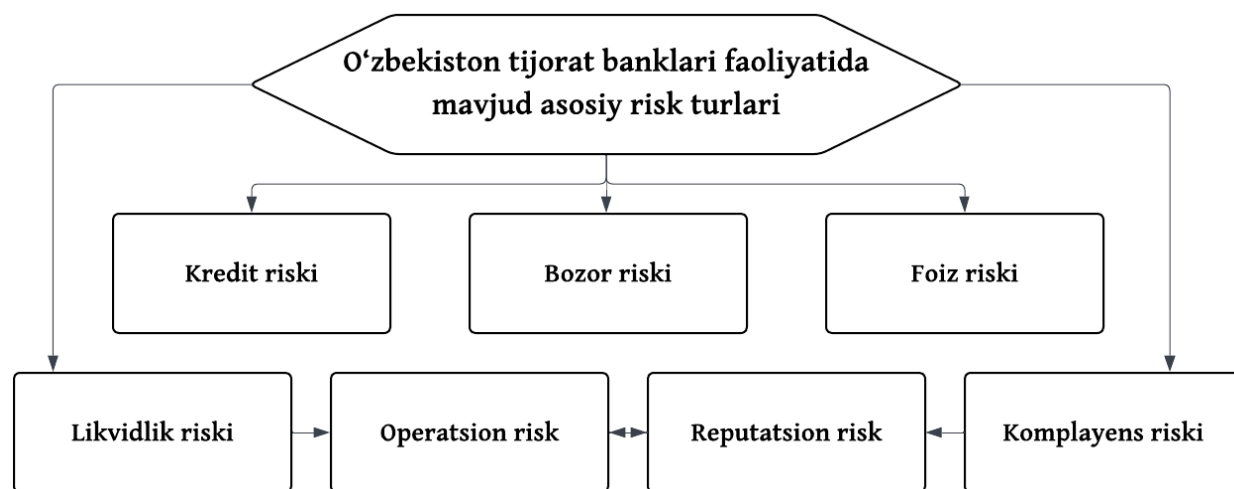 O‘zbekiston tijorat banklari faoliyatida
mavjud asosiy risk turlari
Kredit riski
Bozor riski
Foiz riski
Likvidlik riski
Operatsion risk
Reputatsion risk
Komplayens riski